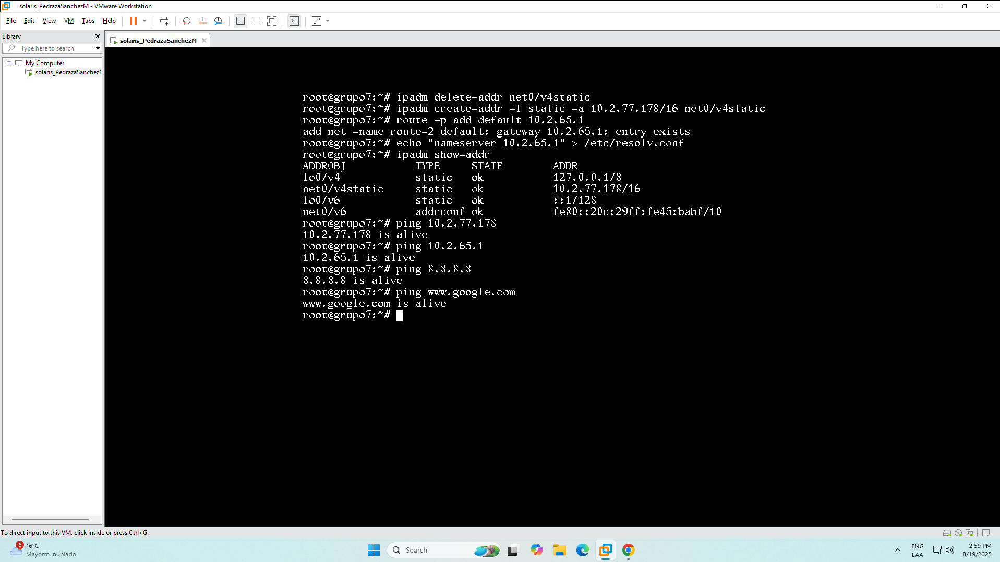 solaris_PedrazaSanchezM - VMware Workstation
File Edit View VM Tabs Help
Library
Type here to search
My Computer
solaris_PedrazaSanchezM
solaris_PedrazaSanchezM
root@grupo7:~# ipadm delete-addr net0/v4static
root@grupo7:~# ipadm create-addr -T static -a 10.2.77.178/16 net0/v4static
root@grupo7:~# route -p add default 10.2.65.1
add net -name route-2 default: gateway 10.2.65.1: entry exists
root@grupo7:~# echo "nameserver 10.2.65.1" > /etc/resolv.conf
root@grupo7:~# ipadm show-addr
ADDROBJ TYPE STATE ADDR
lo0/v4 static ok 127.0.0.1/8
net0/v4static static ok 10.2.77.178/16
lo0/v6 static ok ::1/128
net0/v6 addrconf ok fe80::20c:29ff:fe45:babf/10
root@grupo7:~# ping 10.2.77.178
10.2.77.178 is alive
root@grupo7:~# ping 10.2.65.1
10.2.65.1 is alive
root@grupo7:~# ping 8.8.8.8
8.8.8.8 is alive
root@grupo7:~# ping www.google.com
www.google.com is alive
root@grupo7:~#
To direct input to this VM, click inside or press Ctrl+G.
6
16°C
Mayorm. nublado
Search
ENG
LAA
2:59 PM
8/19/2025